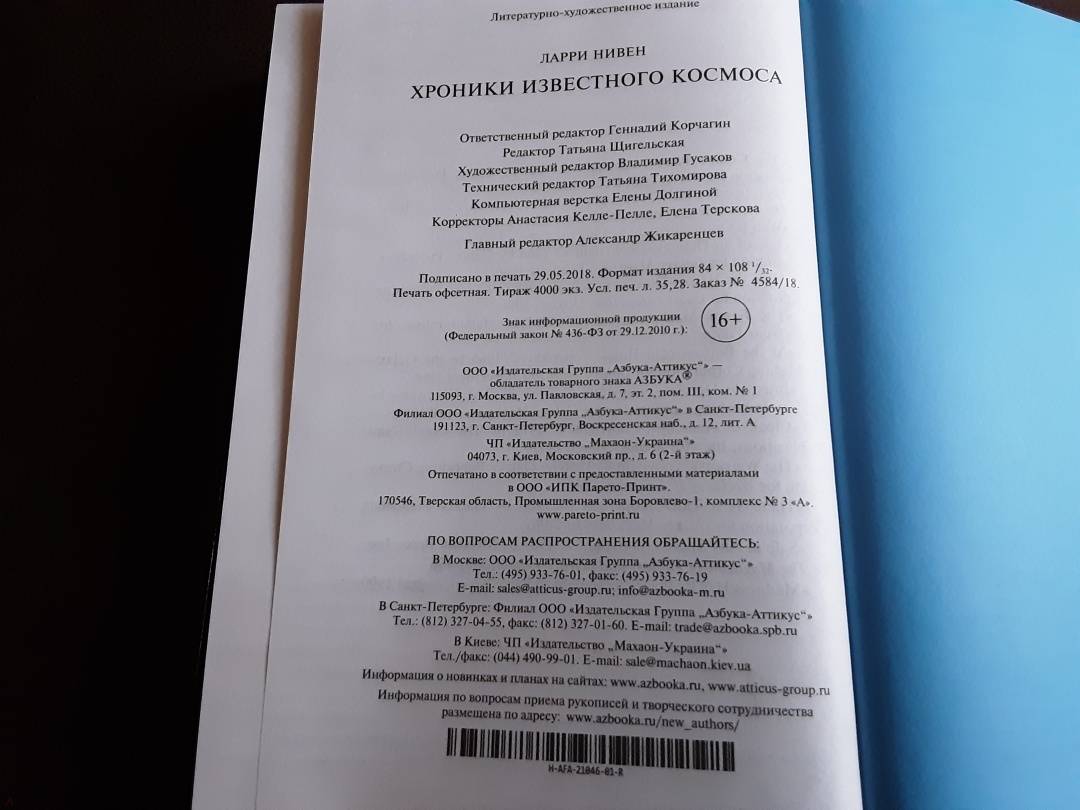 Литературно-художественное издание
ЛАРРИ НИВЕН
ХРОНИКИ ИЗВЕСТНОГО КОСМОСА
Ответственный редактор Геннадий Корчагин
Редактор Татьяна Щигельская
Художественный редактор Владимир Гусаков
Технический редактор Татьяна Тихомирова
Компьютерная верстка Елены Долгиной
Корректоры Анастасия Келле-Пелле, Елена Терскова
Главный редактор Александр Жикаренцев
Подписано в печать 29.05.2018. Формат издания 84 × 108 ¹/₃₂.
Печать офсетная. Тираж 4000 экз. Усл. печ. л. 35,28. Заказ № 4584/18.
Знак информационной продукции
(Федеральный закон № 436-ФЗ от 29.12.2010 г.):
16+
ООО «Издательская Группа „Азбука-Аттикус“» —
обладатель товарного знака АЗБУКА®
115093, г. Москва, ул. Павловская, д. 7, эт. 2, пом. III, ком. № 1
Филиал ООО «Издательская Группа „Азбука-Аттикус“» в Санкт-Петербурге
191123, г. Санкт-Петербург, Воскресенская наб., д. 12, лит. А
ЧП «Издательство „Махаон-Украина“»
04073, г. Киев, Московский пр., д. 6 (2-й этаж)
Отпечатано в соответствии с предоставленными материалами
в ООО «ИПК Парето-Принт».
170546, Тверская область, Промышленная зона Боровлево-1, комплекс № 3 «А».
www.pareto-print.ru
ПО ВОПРОСАМ РАСПРОСТРАНЕНИЯ ОБРАЩАЙТЕСЬ:
В Москве: ООО «Издательская Группа „Азбука-Аттикус“»
Тел.: (495) 933-76-01, факс: (495) 933-76-19
E-mail: sales@atticus-group.ru; info@azbooka-m.ru
В Санкт-Петербурге: Филиал ООО «Издательская Группа „Азбука-Аттикус“»
Тел.: (812) 327-04-55, факс: (812) 327-01-60. E-mail: trade@azbooka.spb.ru
В Киеве: ЧП «Издательство „Махаон-Украина“»
Тел./факс: (044) 490-99-01. E-mail: sale@machaon.kiev.ua
Информация о новинках и планах на сайтах: www.azbooka.ru, www.atticus-group.ru
Информация по вопросам приема рукописей и творческого сотрудничества
размещена по адресу: www.azbooka.ru/new_authors/
H-AFA-21046-01-R